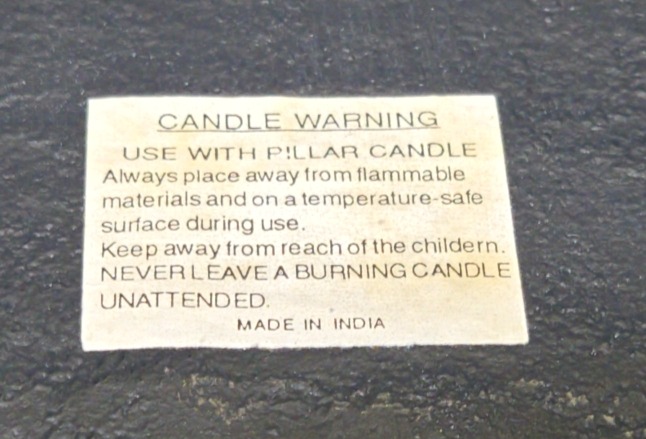 CANDLE WARNING
USE WITH PILLAR CANDLE
Always place away from flammable
materials and on a temperature-safe
surface during use.
Keep away from reach of the childern.
NEVER LEAVE A BURNING CANDLE
UNATTENDED.
MADE IN INDIA